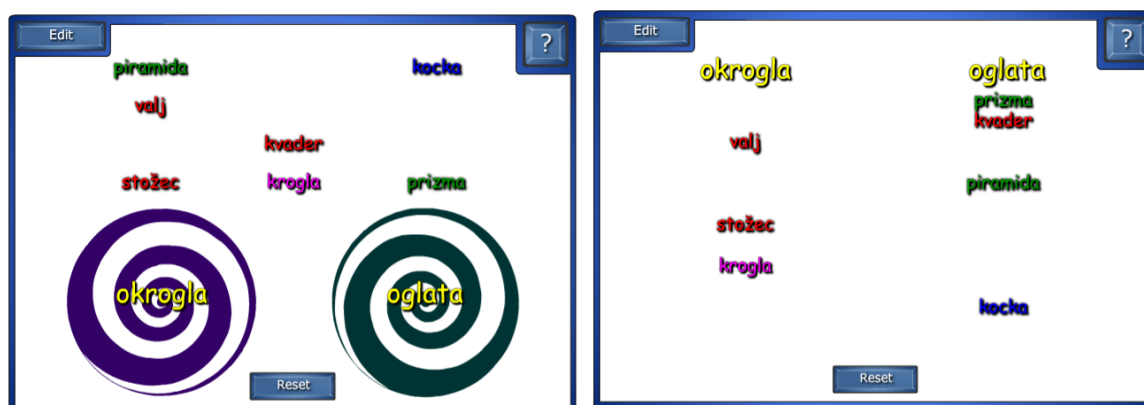 Edit
?
piramida
kocka
valj
kvader
stožec
krogla
prizma
okrogla
oglata
Reset
Edit
?
okrogla
oglata
prizma
kvader
valj
piramida
stožec
krogla
kocka
Reset